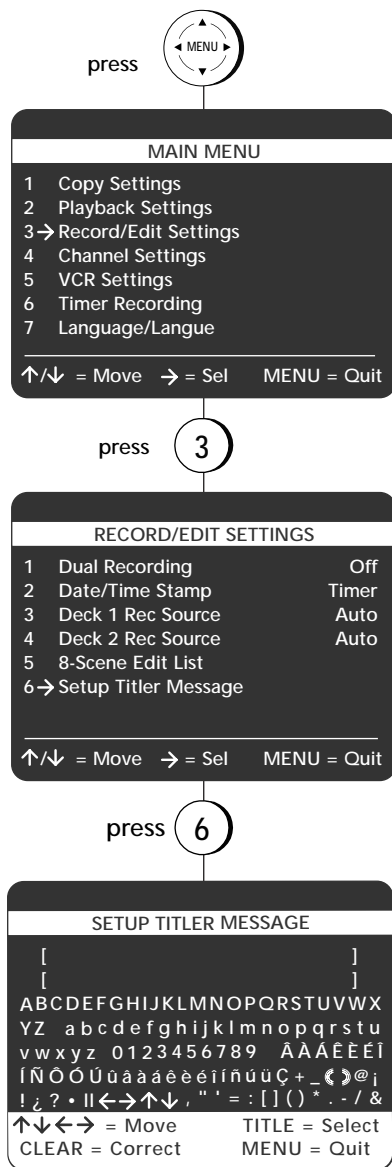 MENU
press
MAIN MENU
1 Copy Settings
2 Playback Settings
3→Record/Edit Settings
4 Channel Settings
5 VCR Settings
6 Timer Recording
7 Language/Langue
↑/↓ = Move → = Sel MENU = Quit
press 3
RECORD/EDIT SETTINGS
1 Dual Recording Off
2 Date/Time Stamp Timer
3 Deck 1 Rec Source Auto
4 Deck 2 Rec Source Auto
5 8-Scene Edit List
6→Setup Titler Message
↑/↓ = Move → = Sel MENU = Quit
press 6
SETUP TITLER MESSAGE
[ ]
[ ]
ABCDEFGHIJKLMNOPQRSTUVWX
YZ abcdefghijklmnopqrstu
vwxyz 0123456789 ÂÀÁÊÈÉÎ
ÍÑÔÓÚûâàáêèéîíñúüÇ+_❨❩@¡
!¿?•II←→↑↓,"'=:[]()*.-/&
↑↓←→ = Move TITLE = Select
CLEAR = Correct MENU = Quit